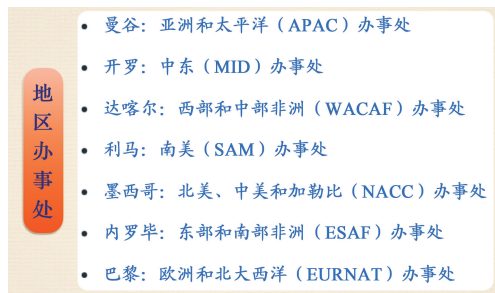 地区办事处
曼谷：亚洲和太平洋（APAC）办事处
开罗：中东（MID）办事处
达喀尔：西部和中部非洲（WACAF）办事处
利马：南美（SAM）办事处
墨西哥：北美、中美和加勒比（NACC）办事处
内罗毕：东部和南部非洲（ESAF）办事处
巴黎：欧洲和北大西洋（EURNAT）办事处